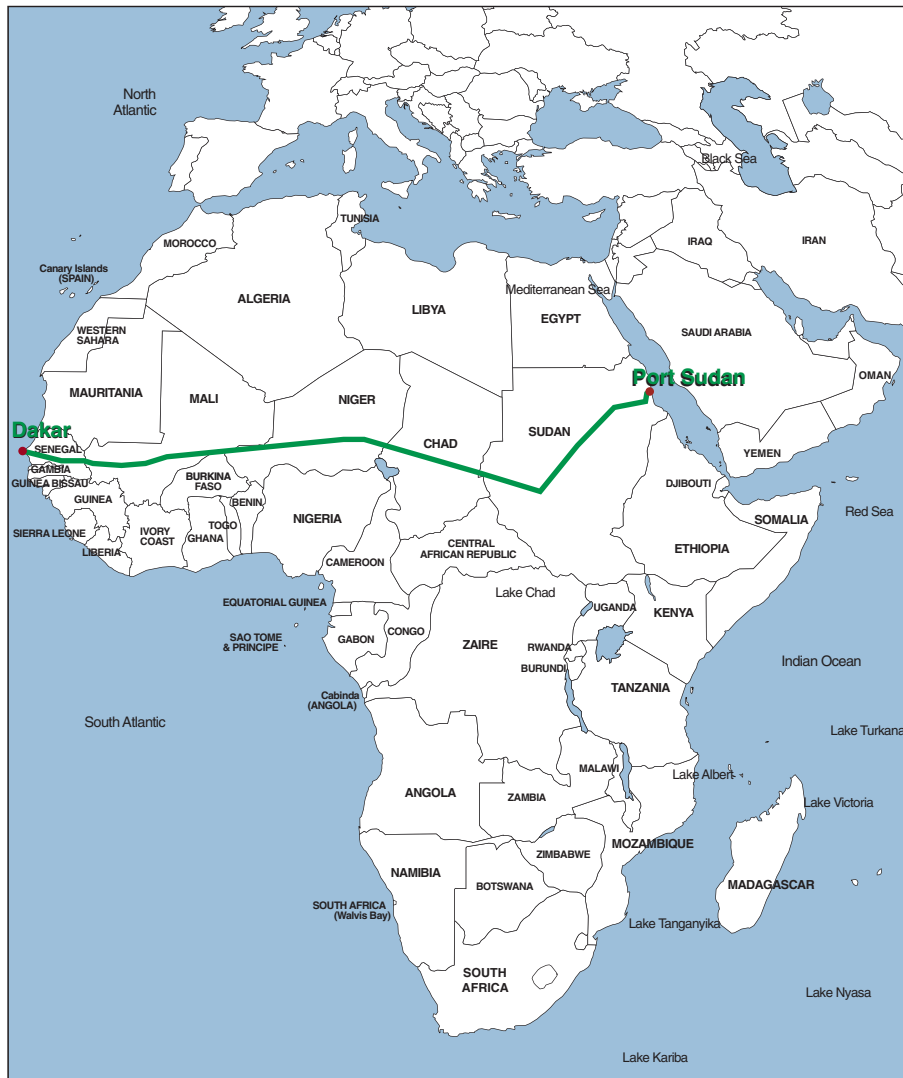 North
Atlantic
Black Sea
TUNISIA
MOROCCO
IRAQ
IRAN
Canary Islands
(SPAIN)
Mediterranean Sea
ALGERIA
LIBYA
EGYPT
SAUDI ARABIA
WESTERN
SAHARA
OMAN
Port Sudan
MAURITANIA
MALI
NIGER
Dakar
SUDAN
CHAD
SENEGAL
YEMEN
GAMBIA
GUINEA BISSAU
BURKINA
FASO
DJIBOUTI
GUINEA
BENIN
RED Sea
NIGERIA
SOMALIA
TOGO
SIERRA LEONE
IVORY
COAST
GHANA
LIBERIA
CENTRAL
AFRICAN REPUBLIC
ETHIOPIA
CAMEROON
Lake Chad
EQUATORIAL GUINEA
UGANDA
KENYA
SAO TOME
& PRINCIPE
GABON
CONGO
ZAIRE
RWANDA
BURUNDI
Indian Ocean
TANZANIA
Cabinda
(ANGOLA)
South Atlantic
Lake Turkana
MALAWI
Lake Albert
ANGOLA
ZAMBIA
Lake Victoria
MOZAMBIQUE
ZIMBABWE
NAMIBIA
BOTSWANA
MADAGASCAR
SOUTH AFRICA
(Walvis Bay)
Lake Tanganyika
SOUTH
AFRICA
Lake Nyasa
Lake Kariba